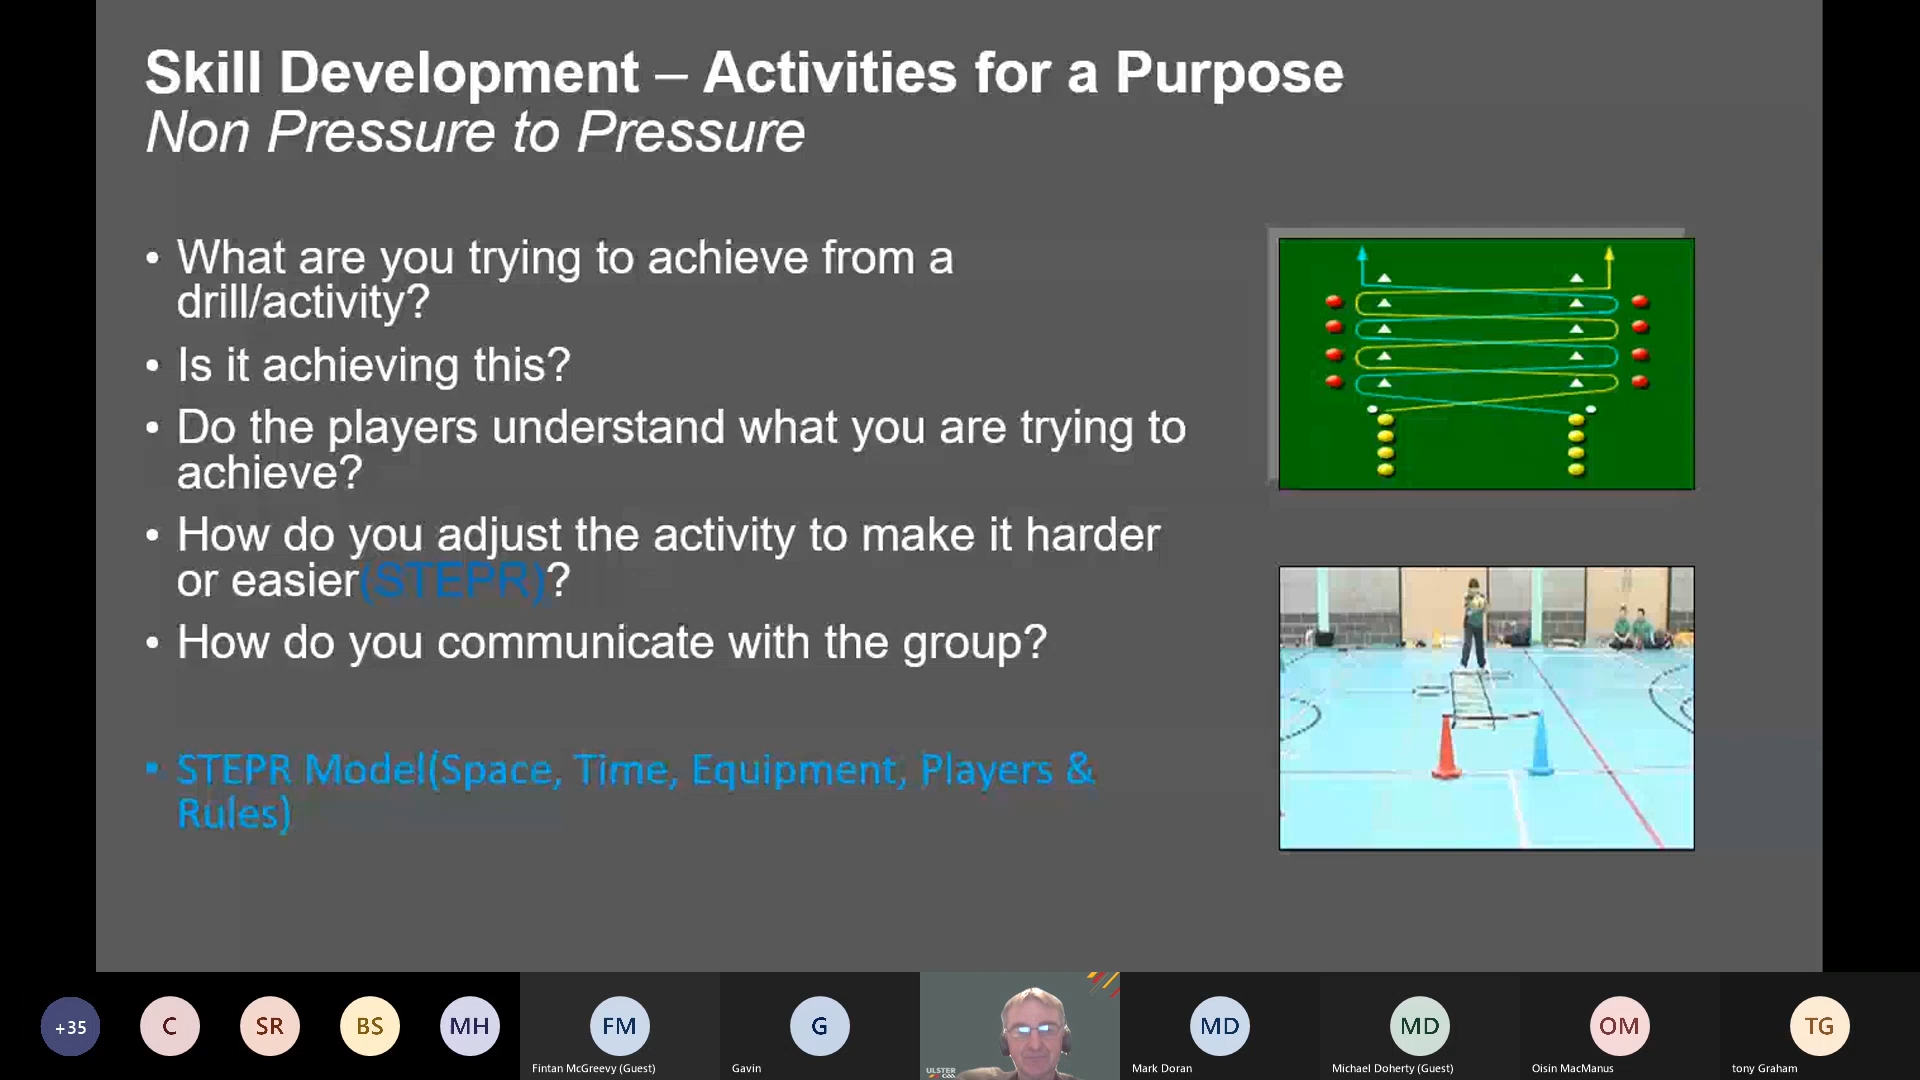 Skill Development – Activities for a Purpose
Non Pressure to Pressure
• What are you trying to achieve from a
drill/activity?
• Is it achieving this?
• Do the players understand what you are trying to
achieve?
• How do you adjust the activity to make it harder
or easier(STEPR)?
• How do you communicate with the group?
▪ STEPR Model(Space, Time, Equipment, Players &
Rules)
+35
C
SR
BS
MH
FM
G
MD
MD
OM
TG
ULSTER
GAA
Fintan McGreevy (Guest)
Gavin
Mark Doran
Michael Doherty (Guest)
Oisin MacManus
tony Graham